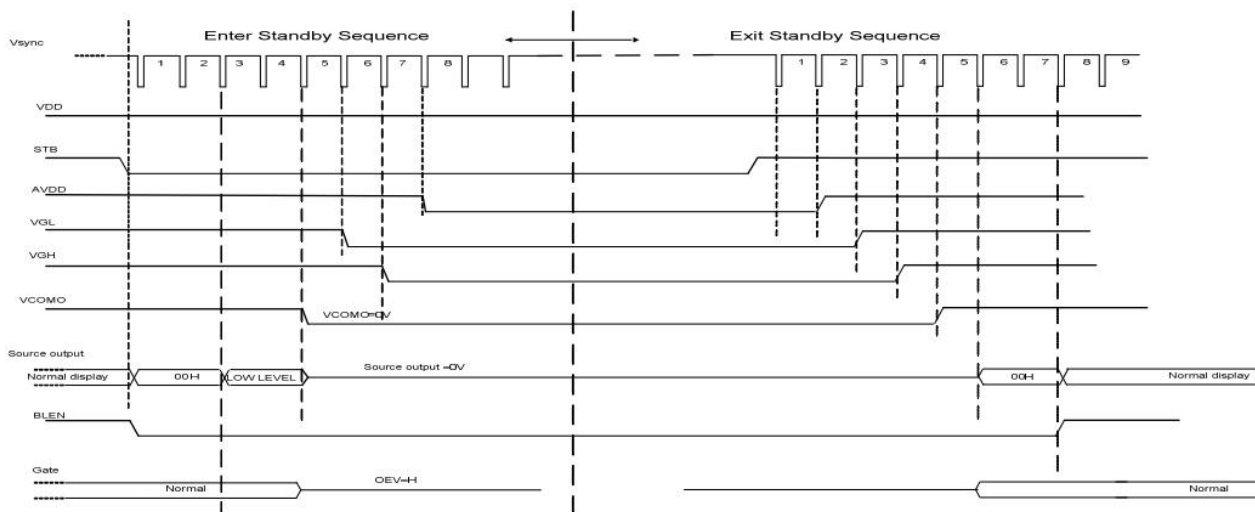 Enter Standby Sequence
Exit Standby Sequence
Vsync
1 2 3 4 5 6 7 8
1 2 3 4 5 6 7 8 9
VDD
STB
AVDD
VGL
VGH
VCOMO
VCOMO=0V
Source output
Normal display
00H
LOW LEVEL
Source output =0V
00H
Normal display
BLEN
Gate
Normal
OEV=H
Normal